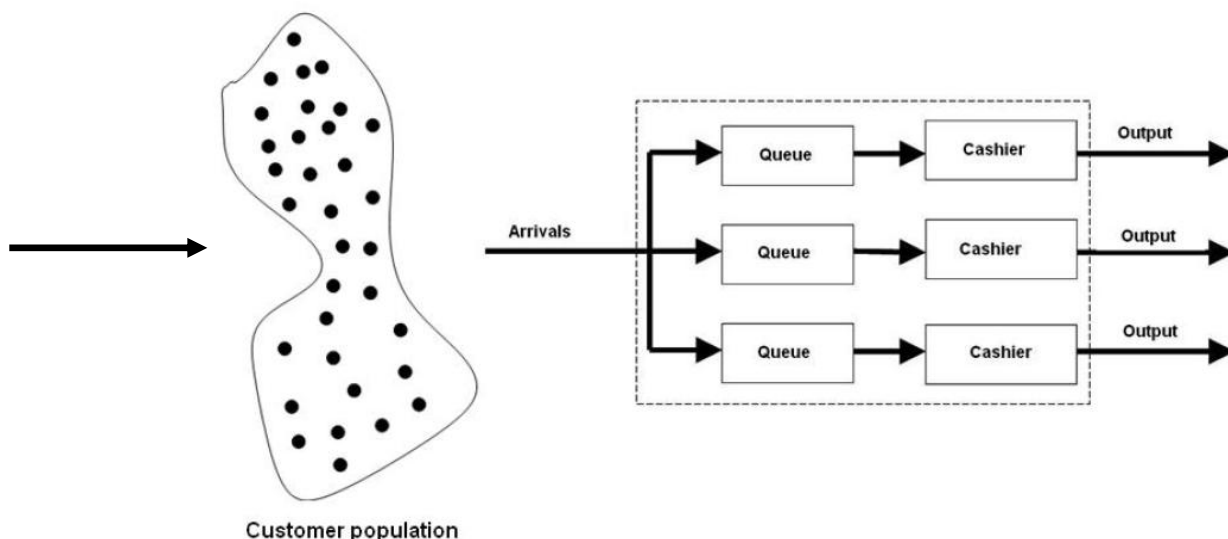 Queue
Cashier
Output
Arrivals
Queue
Cashier
Output
Queue
Cashier
Output
Customer population